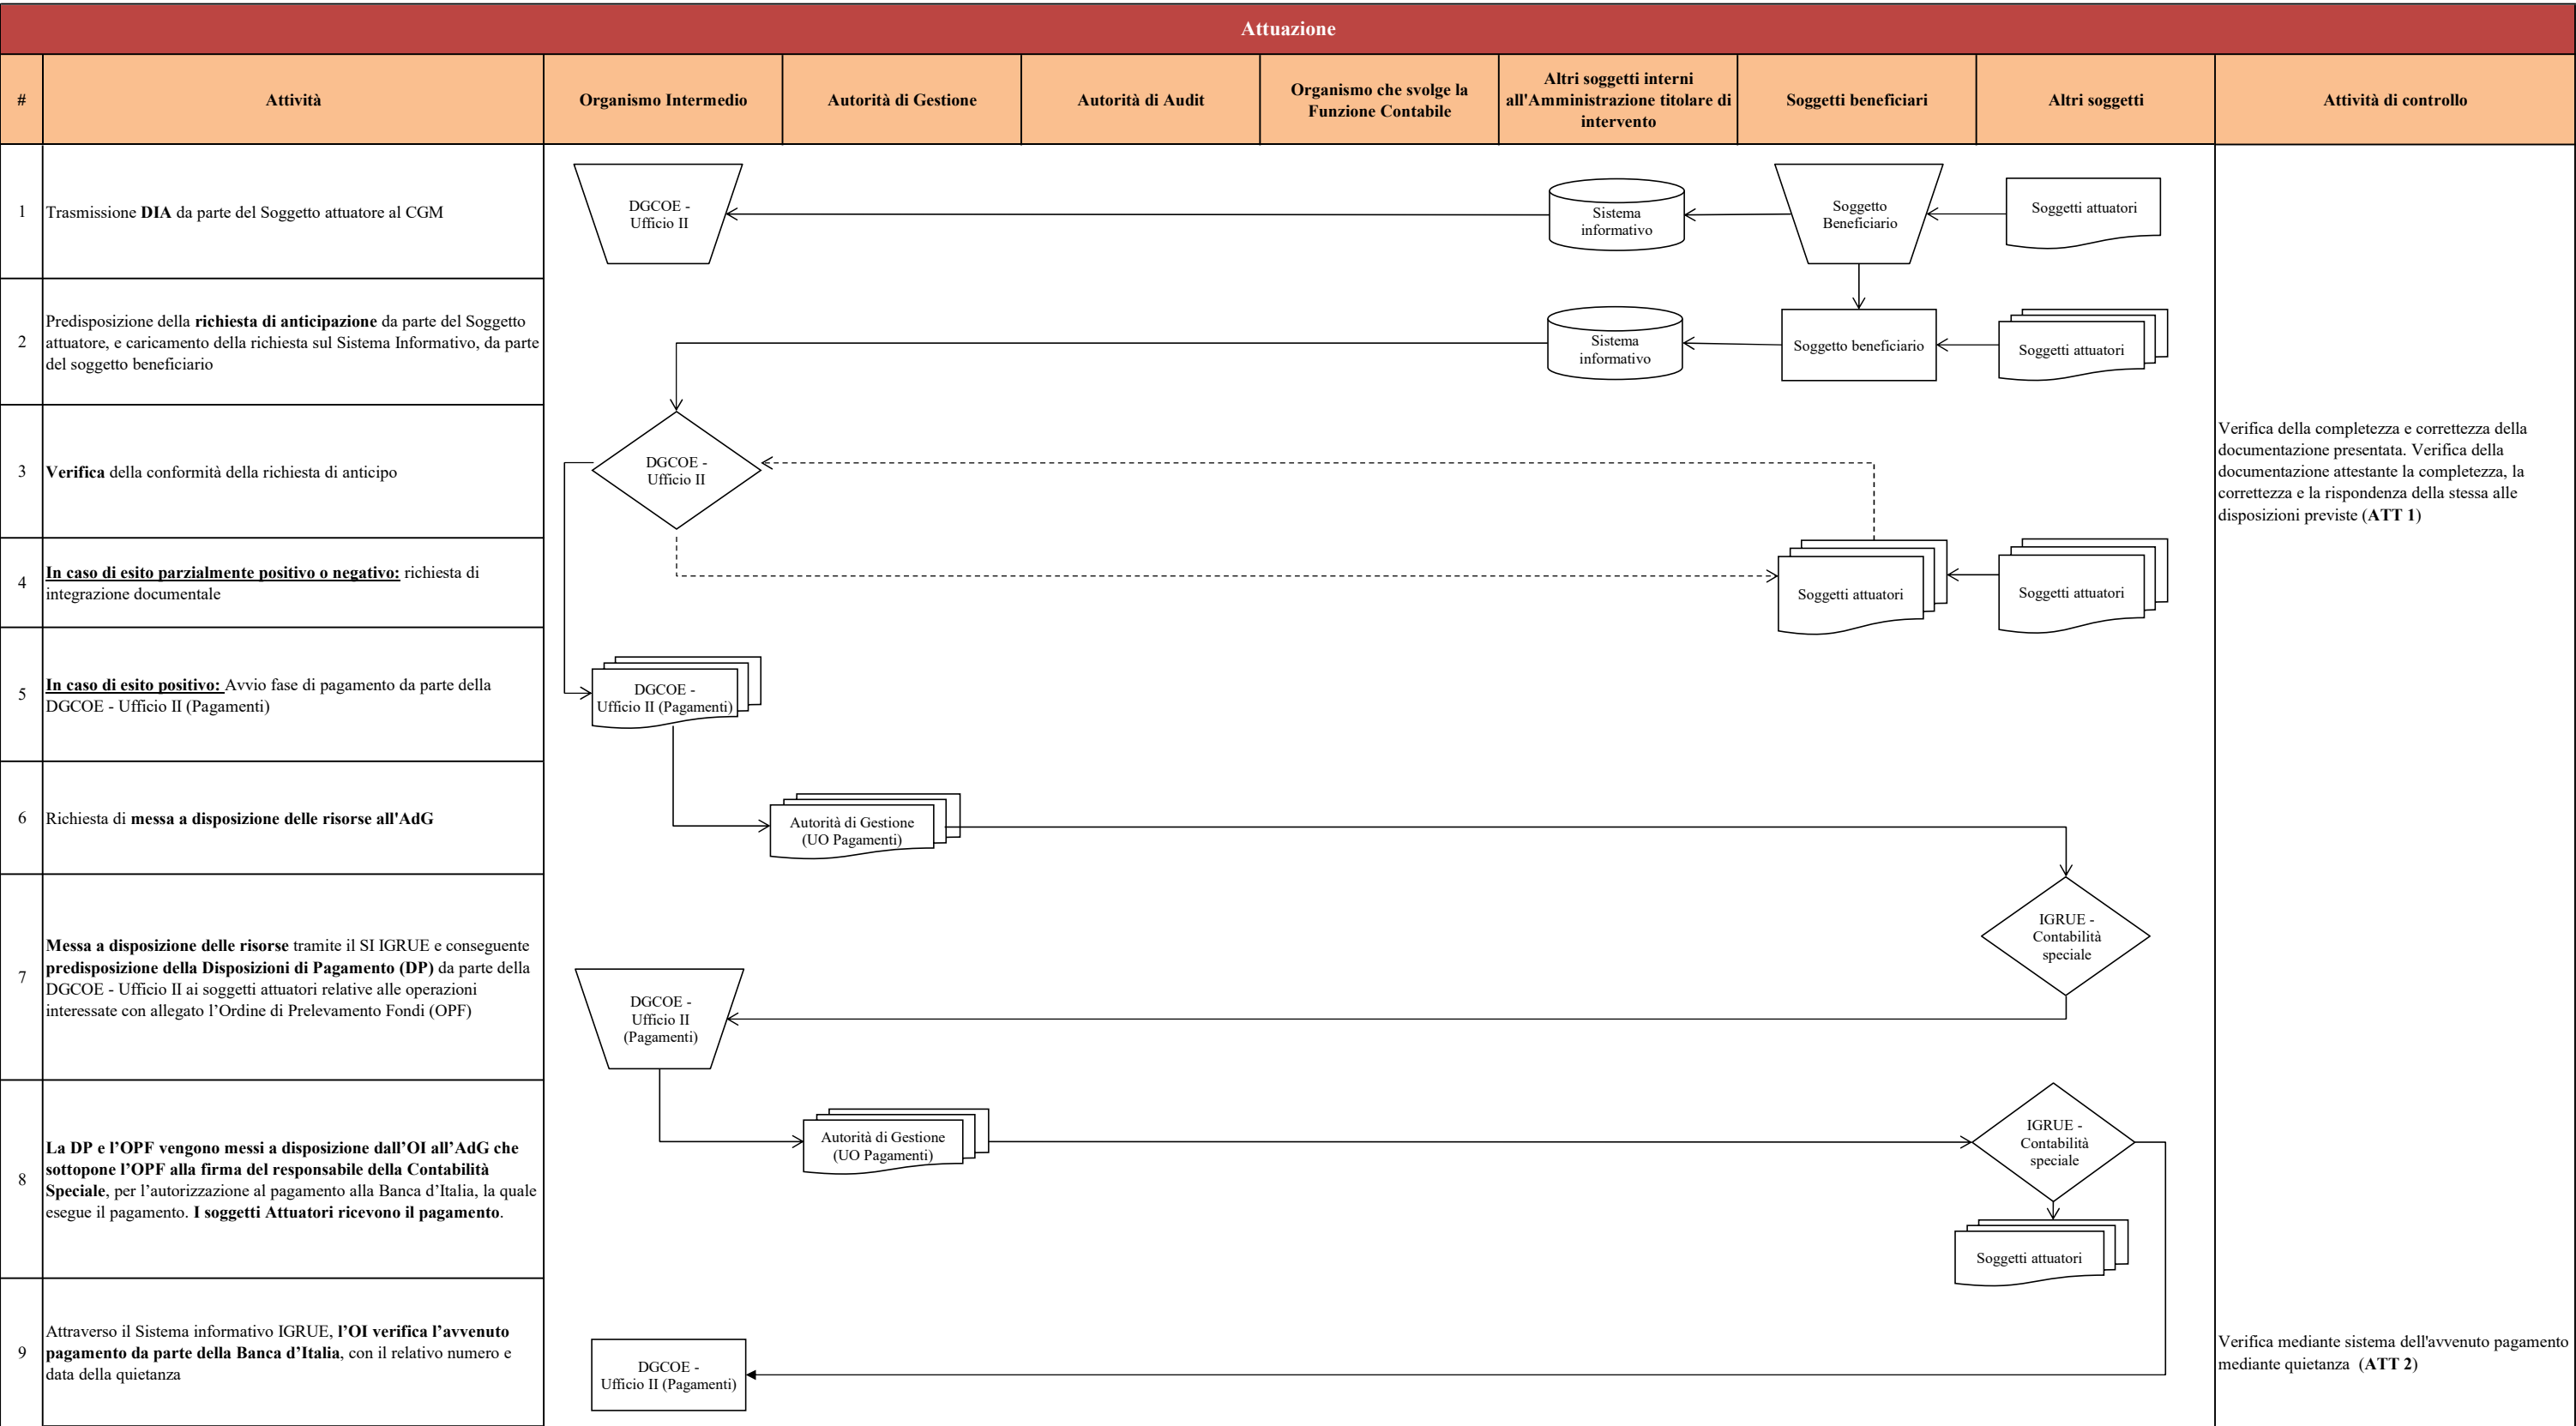 Attuazione
#
Attività
Organismo Intermedio
Autorità di Gestione
Autorità di Audit
Organismo che svolge la
Funzione Contabile
Altri soggetti interni
all'Amministrazione titolare di
intervento
Soggetti beneficiari
Altri soggetti
Attività di controllo
1
Trasmissione DIA da parte del Soggetto attuatore al CGM
DGCOE -
Ufficio II
Sistema
informativo
Soggetto
Beneficiario
Soggetti attuatori
2
Predisposizione della richiesta di anticipazione da parte del Soggetto
attuatore, e caricamento della richiesta sul Sistema Informativo, da parte
del soggetto beneficiario
Sistema
informativo
Soggetto beneficiario
Soggetti attuatori
3
Verifica della conformità della richiesta di anticipo
DGCOE -
Ufficio II
Verifica della completezza e correttezza della
documentazione presentata. Verifica della
documentazione attestante la completezza, la
correttezza e la rispondenza della stessa alle
disposizioni previste (ATT 1)
4
In caso di esito parzialmente positivo o negativo: richiesta di
integrazione documentale
Soggetti attuatori
Soggetti attuatori
5
In caso di esito positivo: Avvio fase di pagamento da parte della
DGCOE - Ufficio II (Pagamenti)
DGCOE -
Ufficio II (Pagamenti)
6
Richiesta di messa a disposizione delle risorse all'AdG
Autorità di Gestione
(UO Pagamenti)
7
Messa a disposizione delle risorse tramite il SI IGRUE e conseguente
predisposizione della Disposizioni di Pagamento (DP) da parte della
DGCOE - Ufficio II ai soggetti attuatori relative alle operazioni
interessate con allegato l’Ordine di Prelevamento Fondi (OPF)
DGCOE -
Ufficio II
(Pagamenti)
IGRUE -
Contabilità
speciale
8
La DP e l’OPF vengono messi a disposizione dall’OI all’AdG che
sottopone l’OPF alla firma del responsabile della Contabilità
Speciale, per l’autorizzazione al pagamento alla Banca d’Italia, la quale
esegue il pagamento. I soggetti Attuatori ricevono il pagamento.
Autorità di Gestione
(UO Pagamenti)
IGRUE -
Contabilità
speciale
Soggetti attuatori
9
Attraverso il Sistema informativo IGRUE, l’OI verifica l’avvenuto
pagamento da parte della Banca d’Italia, con il relativo numero e
data della quietanza
DGCOE -
Ufficio II (Pagamenti)
Verifica mediante sistema dell'avvenuto pagamento
mediante quietanza  (ATT 2)